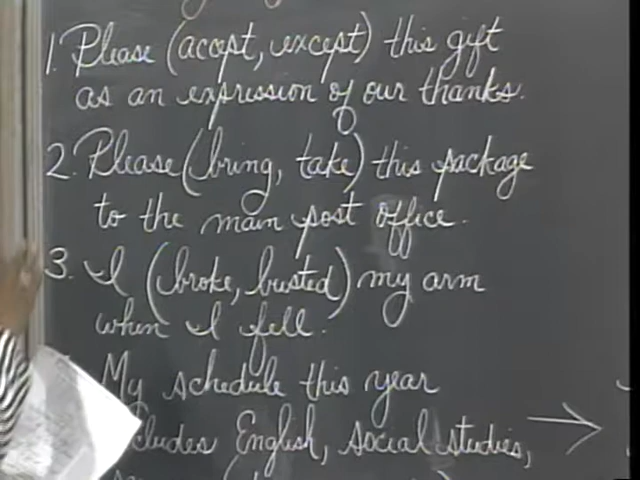 1. Please (accept, except) this gift
as an expression of our thanks.
2. Please (bring, take) this package
to the main post office.
3. I (broke, busted) my arm
when I fell.
My schedule this year
cludes English, social studies,